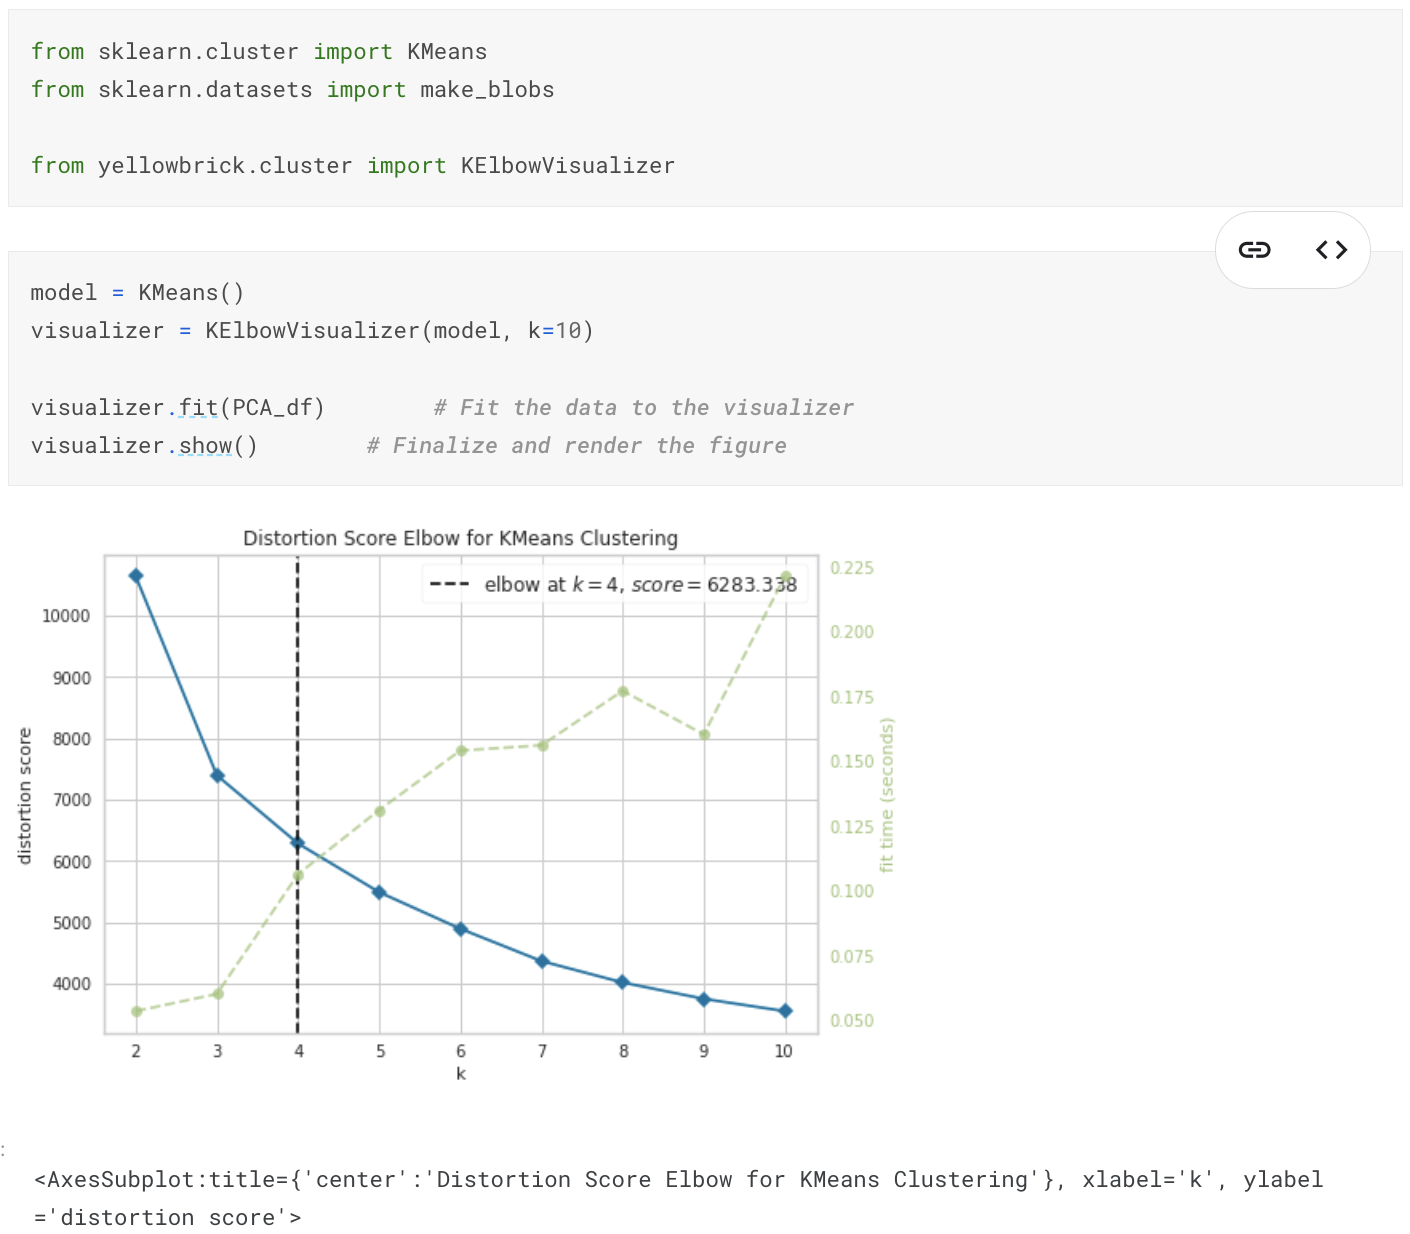 from sklearn.cluster import KMeans
from sklearn.datasets import make_blobs
from yellowbrick.cluster import KElbowVisualizer
model = KMeans()
visualizer = KElbowVisualizer(model, k=10)
visualizer.fit(PCA_df)        # Fit the data to the visualizer
visualizer.show()        # Finalize and render the figure
Distortion Score Elbow for KMeans Clustering
elbow at k = 4, score = 6283.338
10000
9000
8000
7000
6000
5000
4000
distortion score
0.225
0.200
0.175
0.150
0.125
0.100
0.075
0.050
fit time (seconds)
2 3 4 5 6 7 8 9 10
k
:
<AxesSubplot:title={'center':'Distortion Score Elbow for KMeans Clustering'}, xlabel='k', ylabel
='distortion score'>